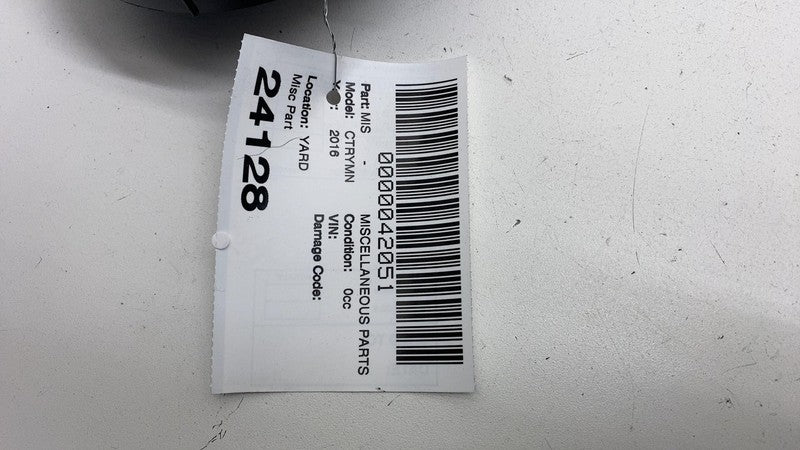 0000042051
Part: MIS - MISCELLANEOUS PARTS
Model: CTRYMN Condition: 0cc
2016 VIN:
Damage Code:
Location: YARD
Misc Part
24128